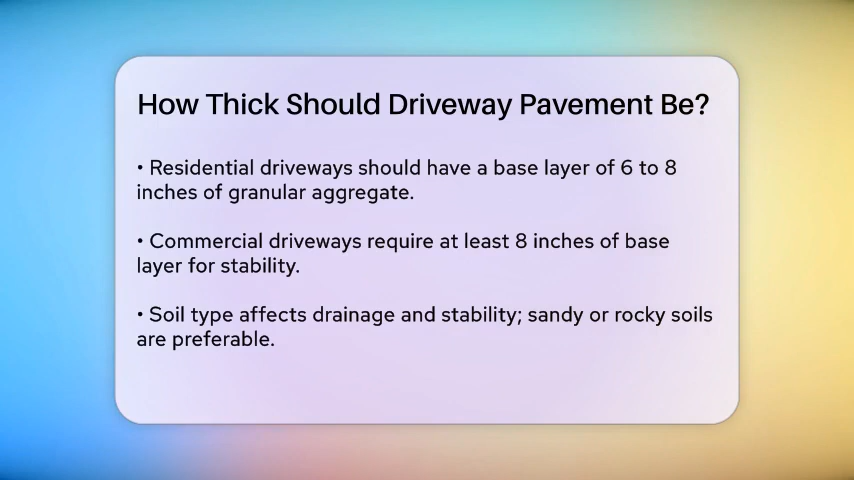 How Thick Should Driveway Pavement Be?
• Residential driveways should have a base layer of 6 to 8
inches of granular aggregate.
• Commercial driveways require at least 8 inches of base
layer for stability.
• Soil type affects drainage and stability; sandy or rocky soils
are preferable.